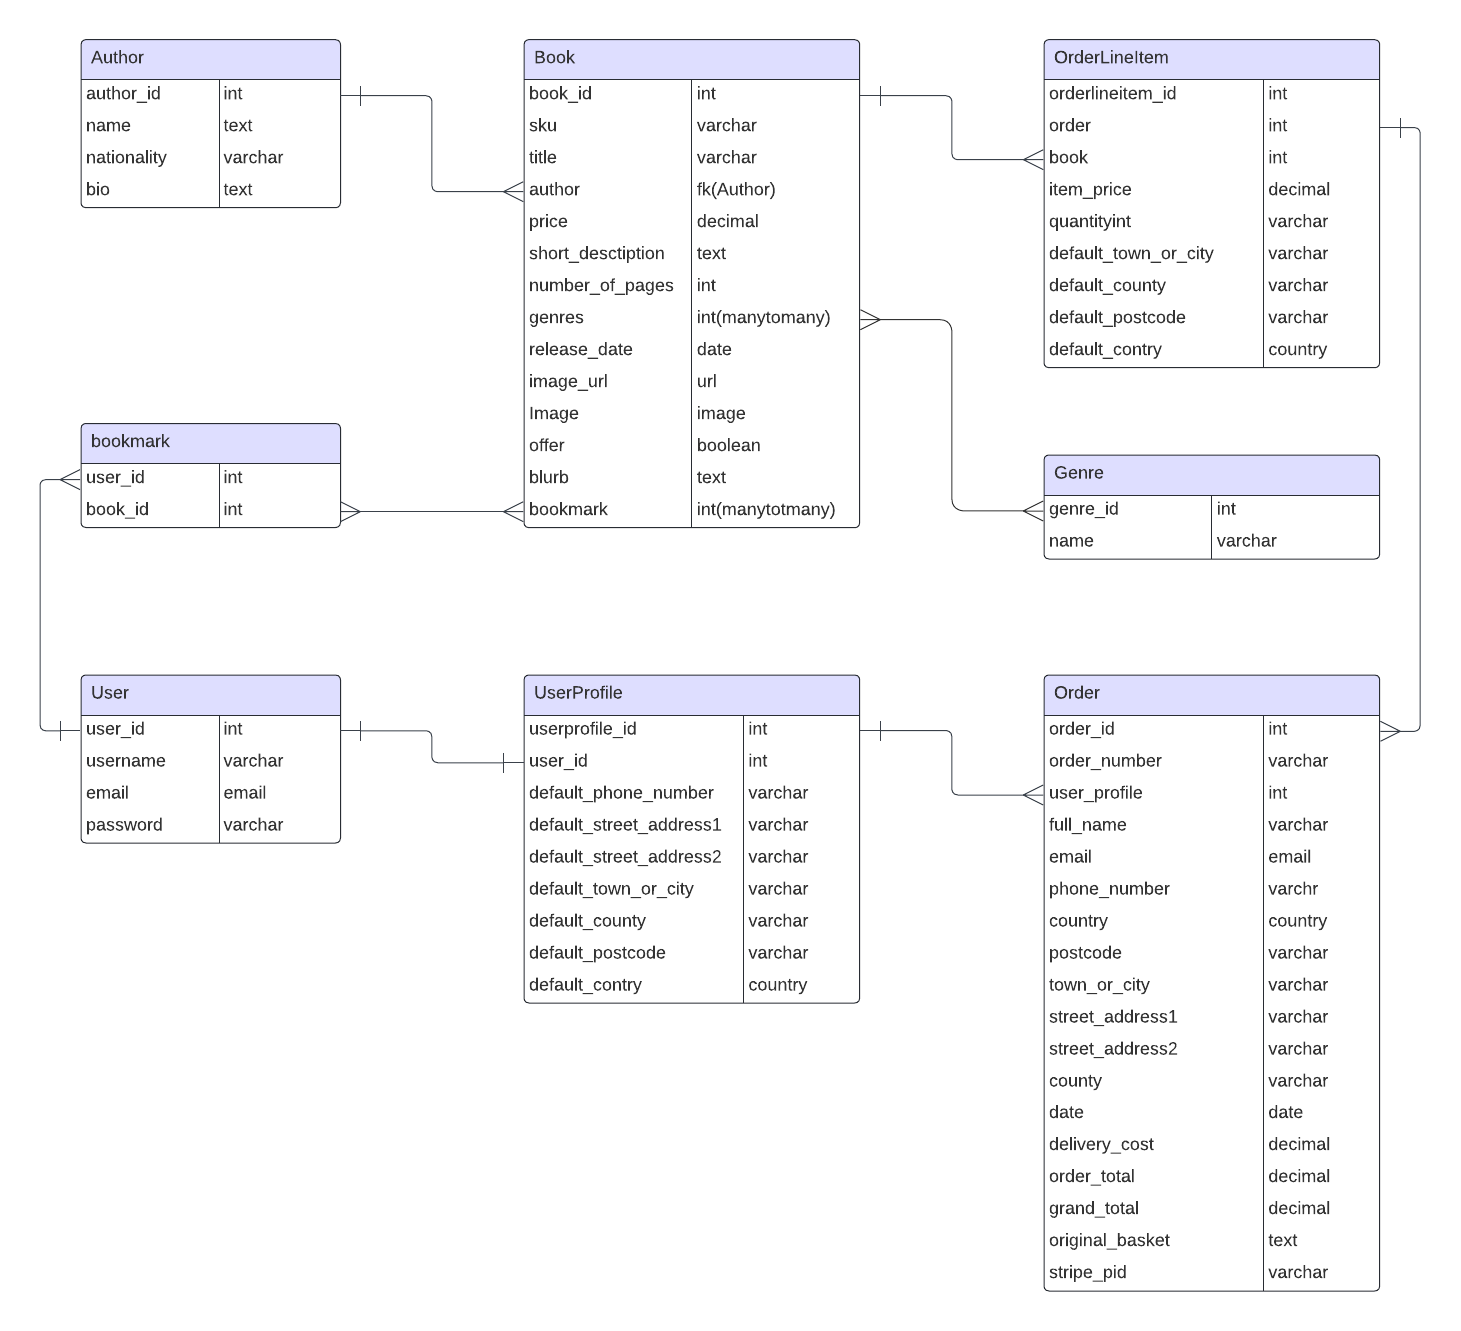 Author
author_id int
name text
nationality varchar
bio text
Book
book_id int
sku varchar
title varchar
author fk(Author)
price decimal
short_desctiption text
number_of_pages int
genres int(manytomany)
release_date date
image_url url
Image image
offer boolean
blurb text
bookmark int(manytotmany)
OrderLineItem
orderlineitem_id int
order int
book int
item_price decimal
quantityint varchar
default_town_or_city varchar
default_county varchar
default_postcode varchar
default_contry country
bookmark
user_id int
book_id int
Genre
genre_id int
name varchar
User
user_id int
username varchar
email email
password varchar
UserProfile
userprofile_id int
user_id int
default_phone_number varchar
default_street_address1 varchar
default_street_address2 varchar
default_town_or_city varchar
default_county varchar
default_postcode varchar
default_contry country
Order
order_id int
order_number varchar
user_profile int
full_name varchar
email email
phone_number varchr
country country
postcode varchar
town_or_city varchar
street_address1 varchar
street_address2 varchar
county varchar
date date
delivery_cost decimal
order_total decimal
grand_total decimal
original_basket text
stripe_pid varchar